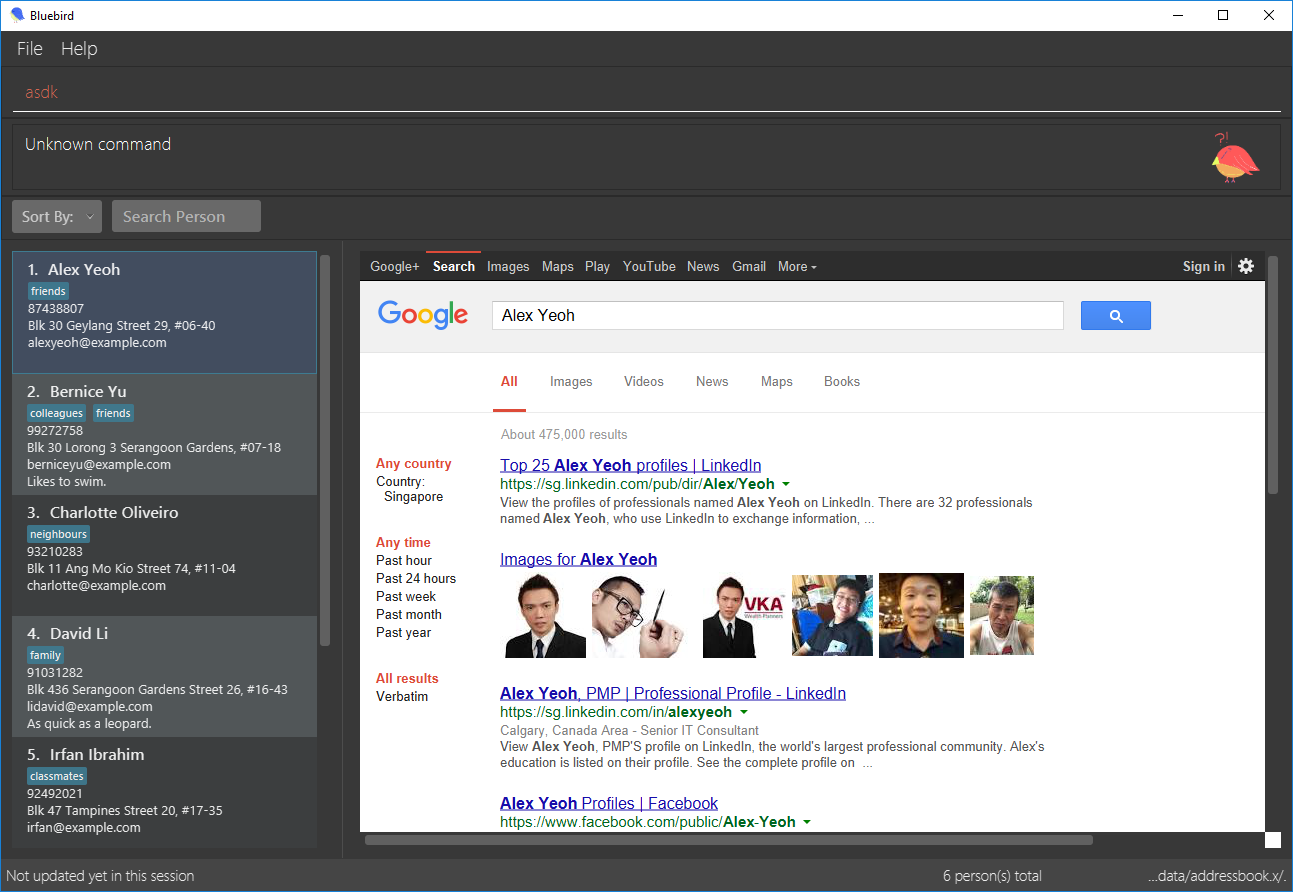 Bluebird
File Help
asdk
Unknown command
?!
Sort By: Search Person
1. Alex Yeoh
friends
87438807
Blk 30 Geylang Street 29, #06-40
alexyeoh@example.com
2. Bernice Yu
colleagues friends
99272758
Blk 30 Lorong 3 Serangoon Gardens, #07-18
berniceyu@example.com
Likes to swim.
3. Charlotte Oliveiro
neighbours
93210283
Blk 11 Ang Mo Kio Street 74, #11-04
charlotte@example.com
4. David Li
family
91031282
Blk 436 Serangoon Gardens Street 26, #16-43
lidavid@example.com
As quick as a leopard.
5. Irfan Ibrahim
classmates
92492021
Blk 47 Tampines Street 20, #17-35
irfan@example.com
Google+ Search Images Maps Play YouTube News Gmail More Sign in
Google Alex Yeoh
All Images Videos News Maps Books
About 475,000 results
Any country
Country:
Singapore
Any time
Past hour
Past 24 hours
Past week
Past month
Past year
All results
Verbatim
Top 25 Alex Yeoh profiles | LinkedIn
https://sg.linkedin.com/pub/dir/Alex/Yeoh
View the profiles of professionals named Alex Yeoh on LinkedIn. There are 32 professionals
named Alex Yeoh, who use LinkedIn to exchange information, ...
Images for Alex Yeoh
VKA
Wealth Planners
Alex Yeoh, PMP | Professional Profile - LinkedIn
https://sg.linkedin.com/in/alexyeoh
Calgary, Canada Area - Senior IT Consultant
View Alex Yeoh, PMP'S profile on LinkedIn, the world's largest professional community. Alex's
education is listed on their profile. See the complete profile on ...
Alex Yeoh Profiles | Facebook
https://www.facebook.com/public/Alex-Yeoh
Not updated yet in this session 6 person(s) total ...data/addressbook.x/.